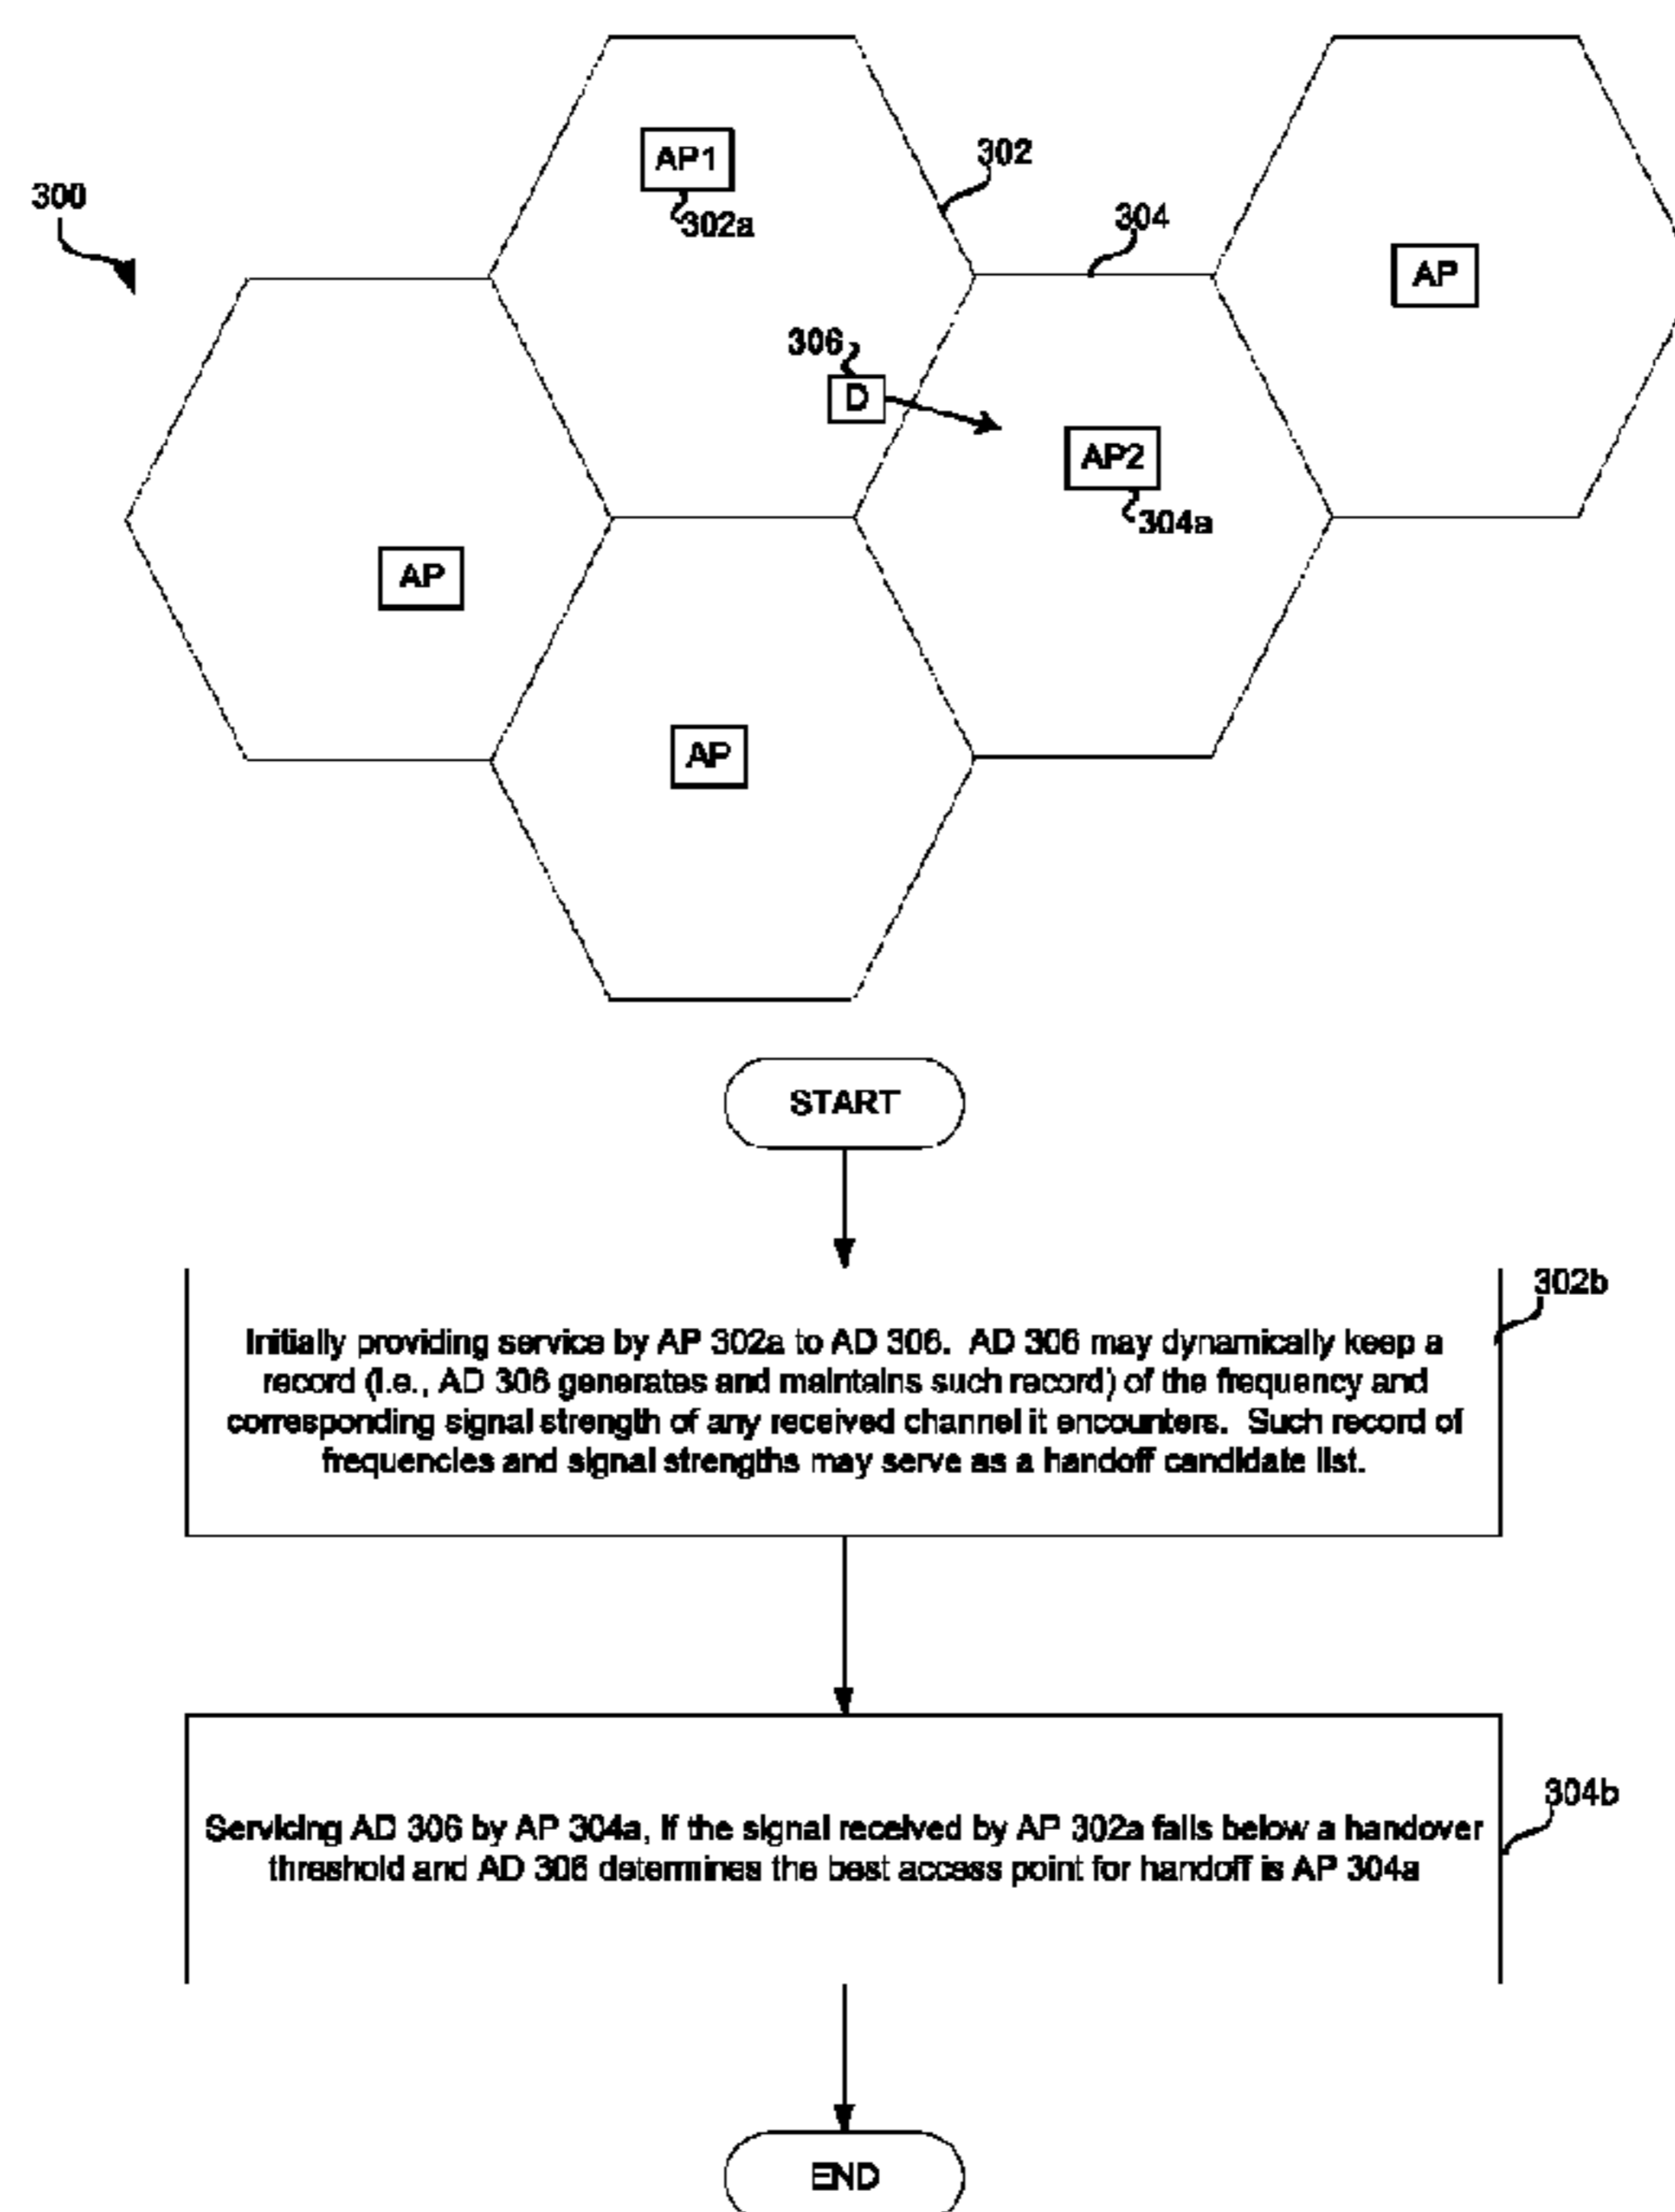 302
AP1
300
302a
304
AP
306
D
AP2
304a
AP
AP
START
302b
Initially providing service by AP 302a to AD 306. AD 306 may dynamically keep a
record (i.e., AD 306 generates and maintains such record) of the frequency and
corresponding signal strength of any received channel it encounters. Such record of
frequencies and signal strengths may serve as a handoff candidate list.
304b
Servicing AD 306 by AP 304a, if the signal received by AP 302a falls below a handover
threshold and AD 306 determines the best access point for handoff is AP 304a
END